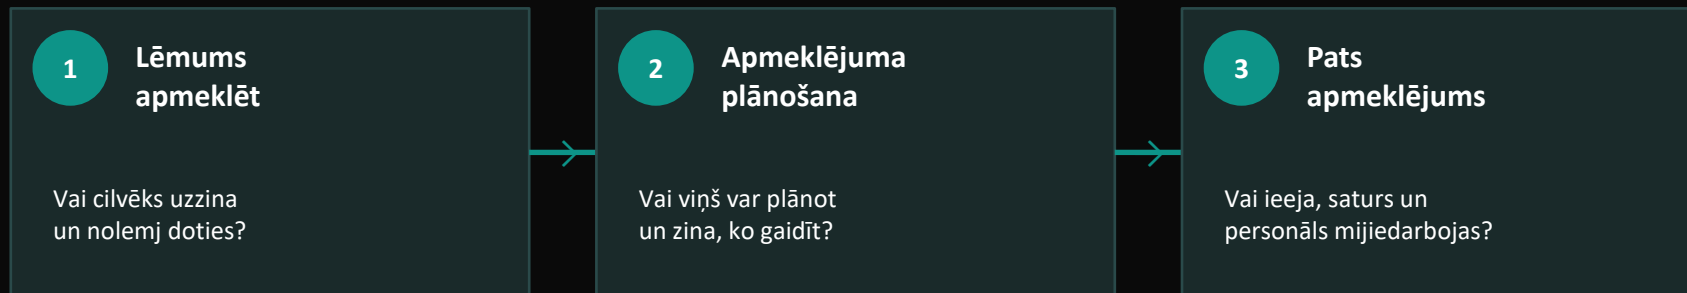 1
Lēmums
apmeklēt
Vai cilvēks uzzina
un nolemj doties?
2
Apmeklējuma
plānošana
Vai viņš var plānot
un zina, ko gaidīt?
3
Pats
apmeklējums
Vai ieeja, saturs un
personāls mijiedarbojas?